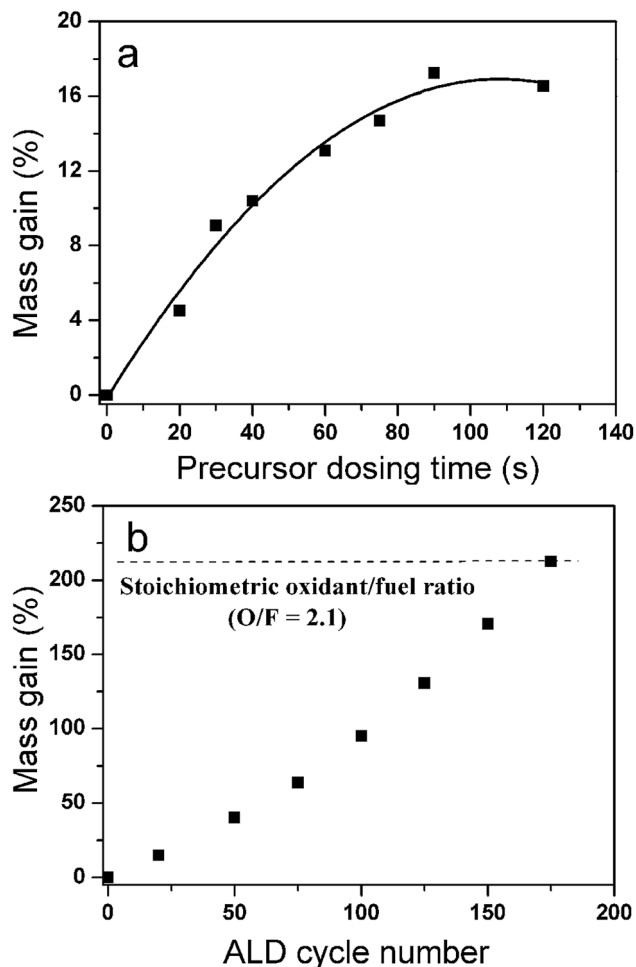 a
20
16
12
8
4
0
Mass gain (%)
0 20 40 60 80 100 120 140
Precursor dosing time (s)
b
250
200
150
100
50
0
Mass gain (%)
Stoichiometric oxidant/fuel ratio
(O/F = 2.1)
0 50 100 150 200
ALD cycle number